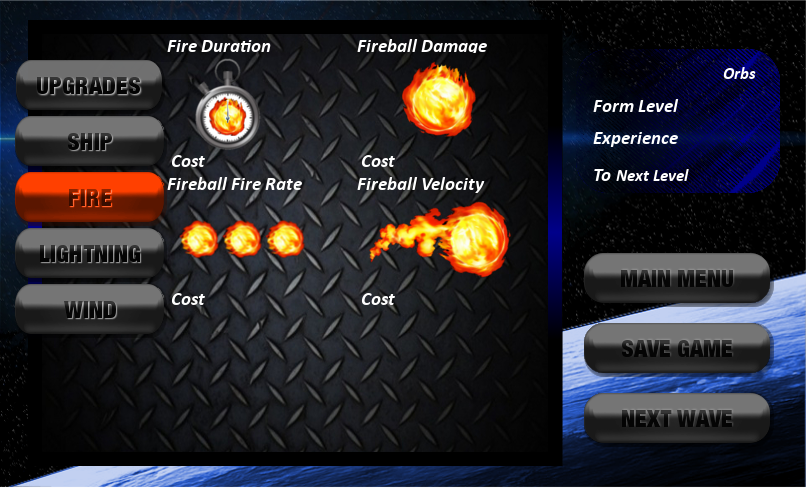 UPGRADES
SHIP
FIRE
LIGHTNING
WIND
Fire Duration
Cost
Fireball Damage
Cost
Fireball Fire Rate
Cost
Fireball Velocity
Cost
Orbs
Form Level
Experience
To Next Level
MAIN MENU
SAVE GAME
NEXT WAVE